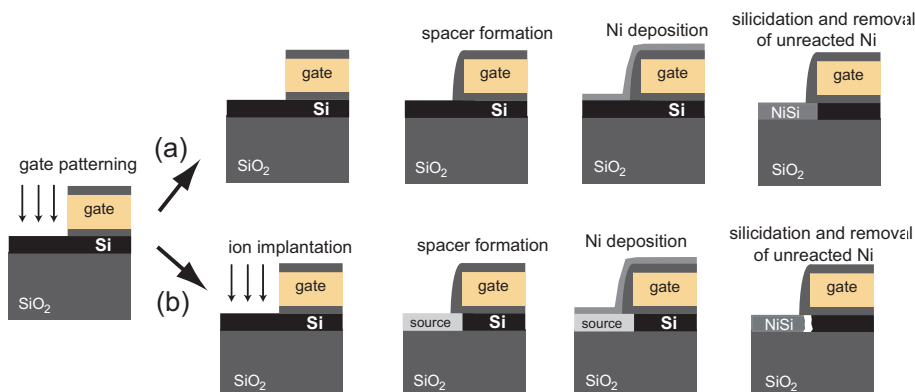 gate patterning
gate
Si
SiO2
(a)
gate
Si
SiO2
spacer formation
gate
Si
SiO2
Ni deposition
gate
Si
SiO2
silicidation and removal
of unreacted Ni
gate
NiSi
SiO2
(b)
ion implantation
gate
Si
SiO2
spacer formation
gate
source
Si
SiO2
Ni deposition
gate
source
Si
SiO2
silicidation and removal
of unreacted Ni
gate
NiSi
SiO2